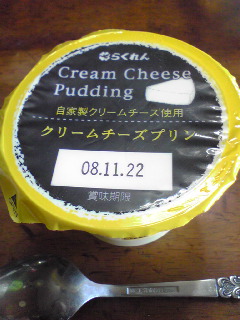 らくれん
Cream Cheese
Pudding
自家製クリームチーズ使用
クリームチーズプリン
08.11.22
賞味期限